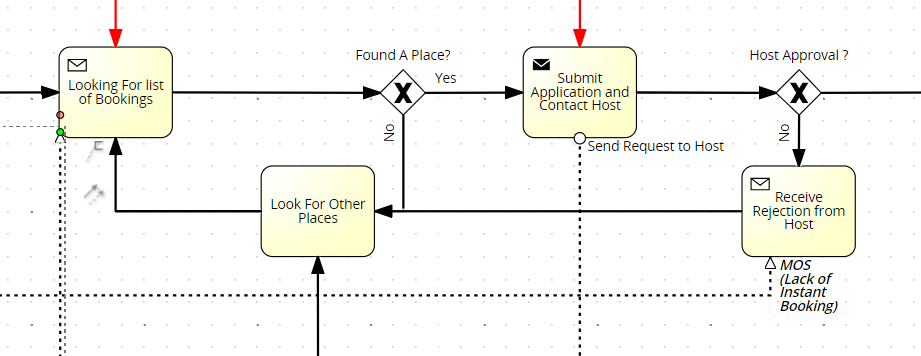 Found A Place?
Host Approval ?
Looking For list
of Bookings
Yes
Submit
Application and
Contact Host
No
No
Send Request to Host
Look For Other
Places
Receive
Rejection from
Host
MOS
(Lack of
Instant
Booking)